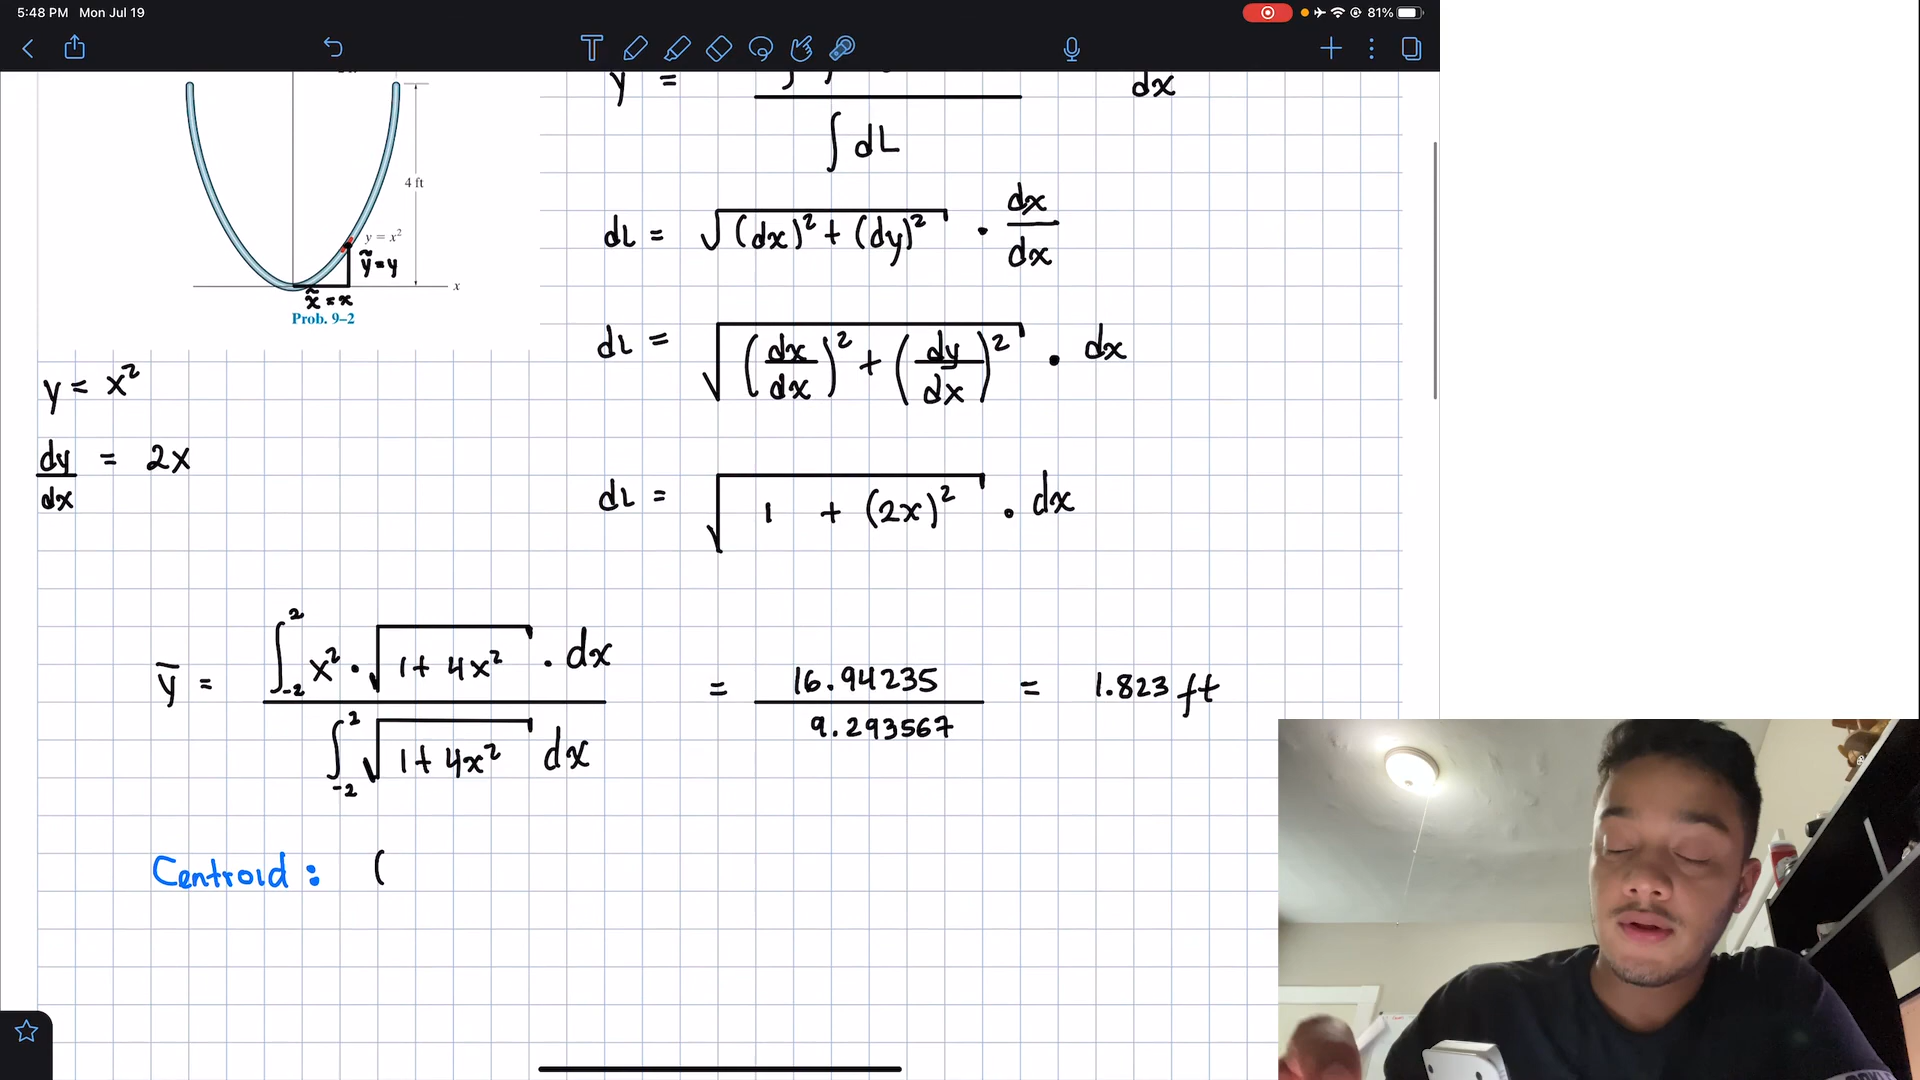 5:48 PM Mon Jul 19
81%
y = dx
∫ dL
4 ft
y = x²
ỹ = y
x
x̃ = x
Prob. 9–2
dL = √(dx)² + (dy)² · dx/dx
dL = √(dx/dx)² + (dy/dx)² · dx
y = x²
dy/dx = 2x
dL = √1 + (2x)² · dx
ȳ = ∫₋₂² x² · √1 + 4x² · dx / ∫₋₂² √1 + 4x² dx = 16.94235 / 9.293567 = 1.823 ft
Centroid: (